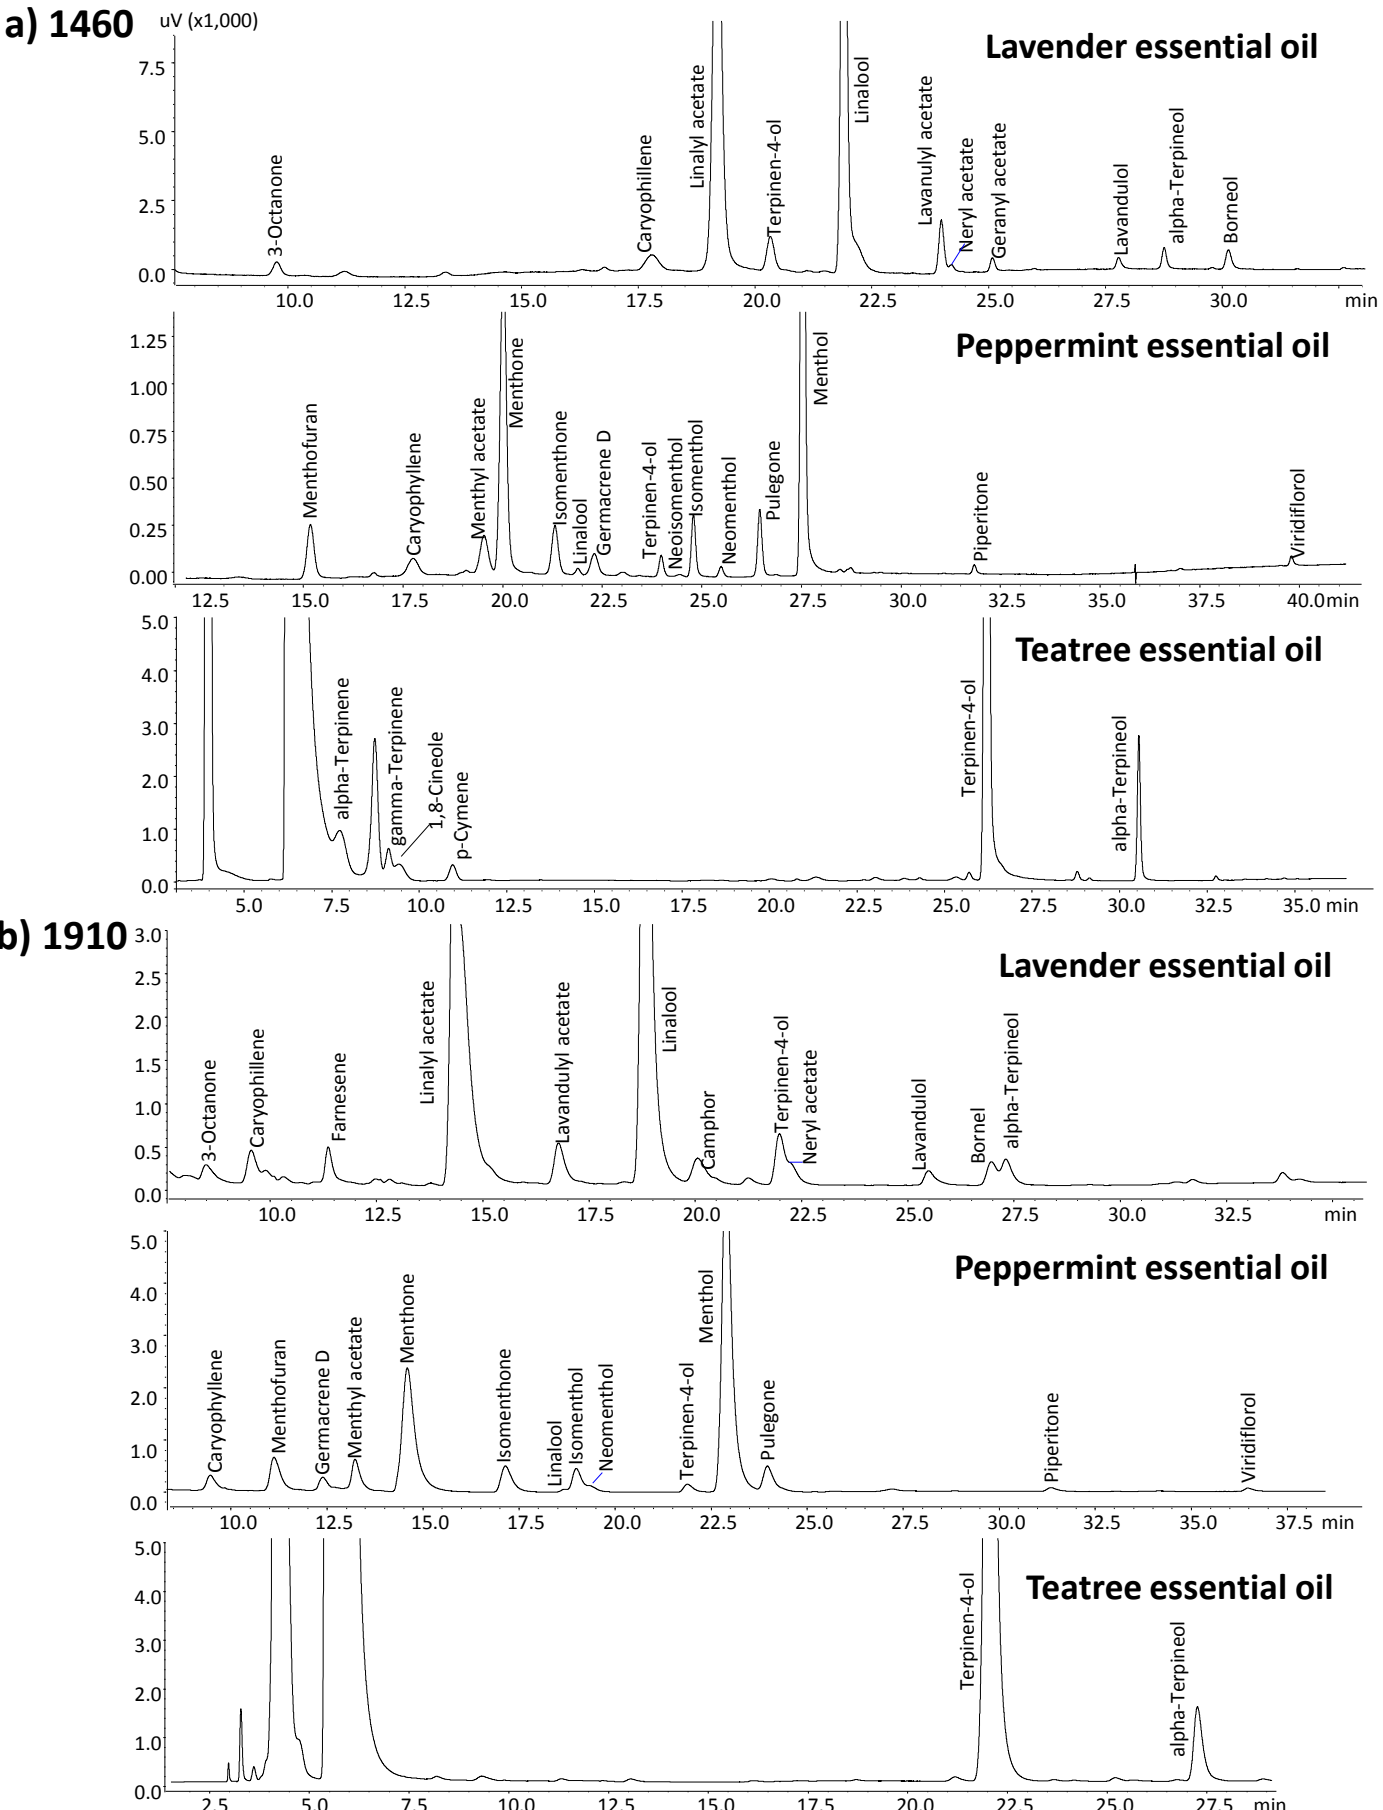 a) 1460
uV (x1,000)
Lavender essential oil
7.5
5.0
2.5
0.0
3-Octanone
Caryophillene
Linalyl acetate
Terpinen-4-ol
Linalool
Lavanulyl acetate
Neryl acetate
Geranyl acetate
Lavandulol
alpha-Terpineol
Borneol
10.0 12.5 15.0 17.5 20.0 22.5 25.0 27.5 30.0 min
Peppermint essential oil
1.25
1.00
0.75
0.50
0.25
0.00
Menthofuran
Caryophyllene
Menthyl acetate
Menthone
Isomenthone
Linalool
Germacrene D
Terpinen-4-ol
Neoisomenthol
Isomenthol
Neomenthol
Pulegone
Menthol
Piperitone
Viridiflorol
12.5 15.0 17.5 20.0 22.5 25.0 27.5 30.0 32.5 35.0 37.5 40.0min
Teatree essential oil
5.0
4.0
3.0
2.0
1.0
0.0
alpha-Terpinene
gamma-Terpinene
1,8-Cineole
p-Cymene
Terpinen-4-ol
alpha-Terpineol
5.0 7.5 10.0 12.5 15.0 17.5 20.0 22.5 25.0 27.5 30.0 32.5 35.0 min
b) 1910
Lavender essential oil
3.0
2.5
2.0
1.5
1.0
0.5
0.0
3-Octanone
Caryophillene
Farnesene
Linalyl acetate
Lavandulyl acetate
Linalool
Camphor
Terpinen-4-ol
Neryl acetate
Lavandulol
Bornel
alpha-Terpineol
10.0 12.5 15.0 17.5 20.0 22.5 25.0 27.5 30.0 32.5 min
Peppermint essential oil
5.0
4.0
3.0
2.0
1.0
0.0
Caryophyllene
Menthofuran
Germacrene D
Menthyl acetate
Menthone
Isomenthone
Linalool
Isomenthol
Neomenthol
Terpinen-4-ol
Menthol
Pulegone
Piperitone
Viridiflorol
10.0 12.5 15.0 17.5 20.0 22.5 25.0 27.5 30.0 32.5 35.0 37.5 min
Teatree essential oil
5.0
4.0
3.0
2.0
1.0
0.0
Terpinen-4-ol
alpha-Terpineol
2.5 5.0 7.5 10.0 12.5 15.0 17.5 20.0 22.5 25.0 27.5 min